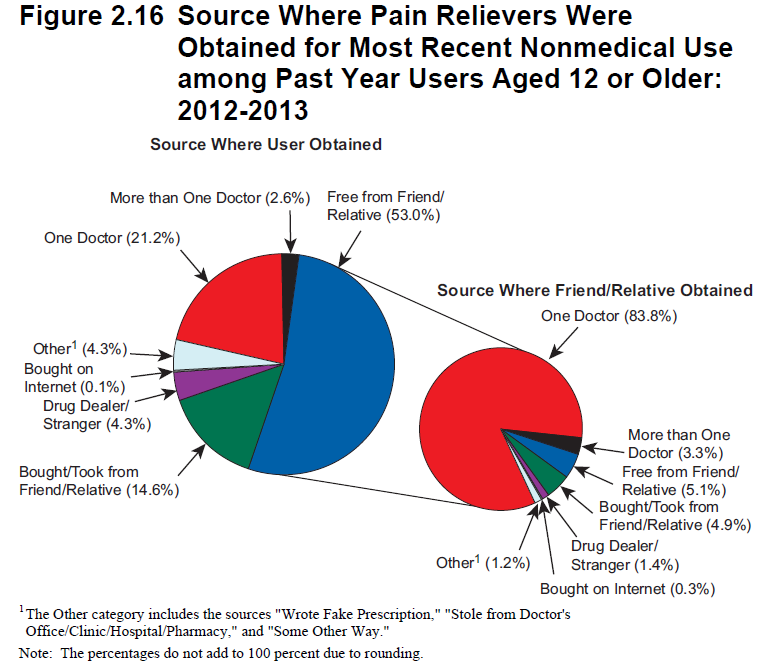 Figure 2.16 Source Where Pain Relievers Were
Obtained for Most Recent Nonmedical Use
among Past Year Users Aged 12 or Older:
2012-2013
Source Where User Obtained
More than One Doctor (2.6%)
Free from Friend/
Relative (53.0%)
One Doctor (21.2%)
Other1 (4.3%)
Bought on
Internet (0.1%)
Drug Dealer/
Stranger (4.3%)
Bought/Took from
Friend/Relative (14.6%)
Source Where Friend/Relative Obtained
One Doctor (83.8%)
More than One
Doctor (3.3%)
Free from Friend/
Relative (5.1%)
Bought/Took from
Friend/Relative (4.9%)
Drug Dealer/
Stranger (1.4%)
Other1 (1.2%)
Bought on Internet (0.3%)
1 The Other category includes the sources "Wrote Fake Prescription," "Stole from Doctor's
Office/Clinic/Hospital/Pharmacy," and "Some Other Way."
Note: The percentages do not add to 100 percent due to rounding.